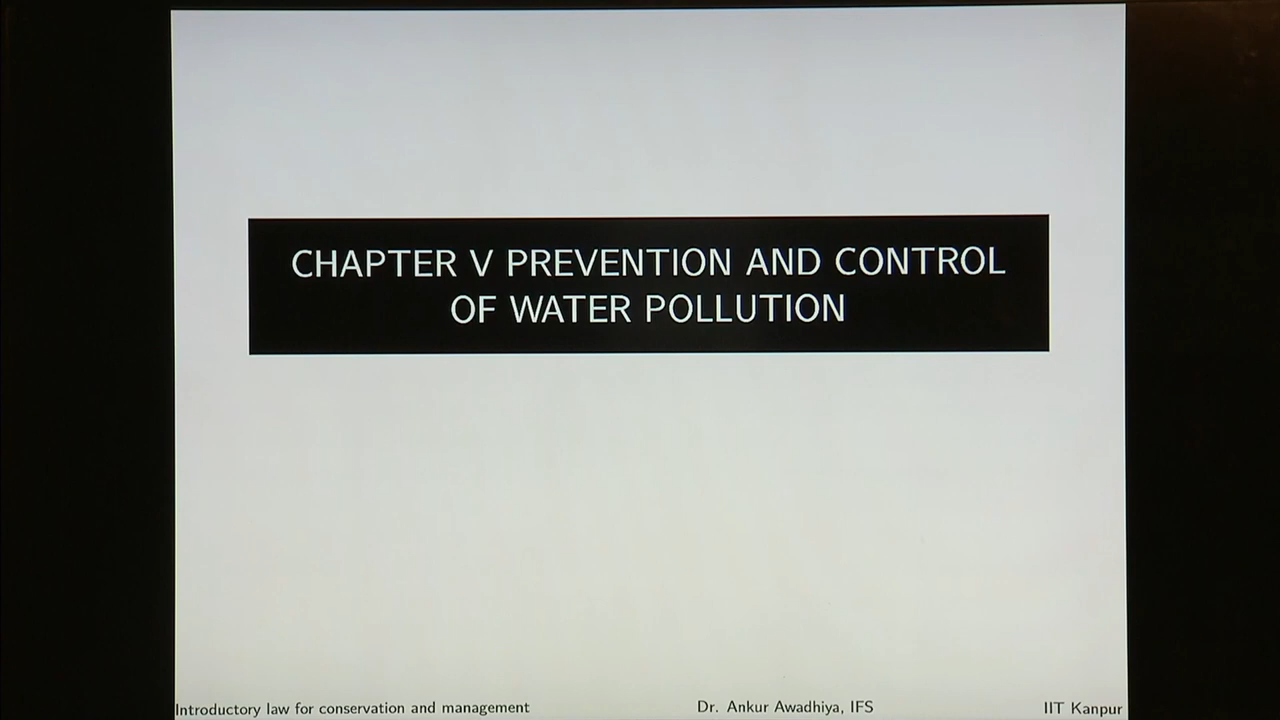 CHAPTER V PREVENTION AND CONTROL
OF WATER POLLUTION
Introductory law for conservation and management Dr. Ankur Awadhiya, IFS IIT Kanpur